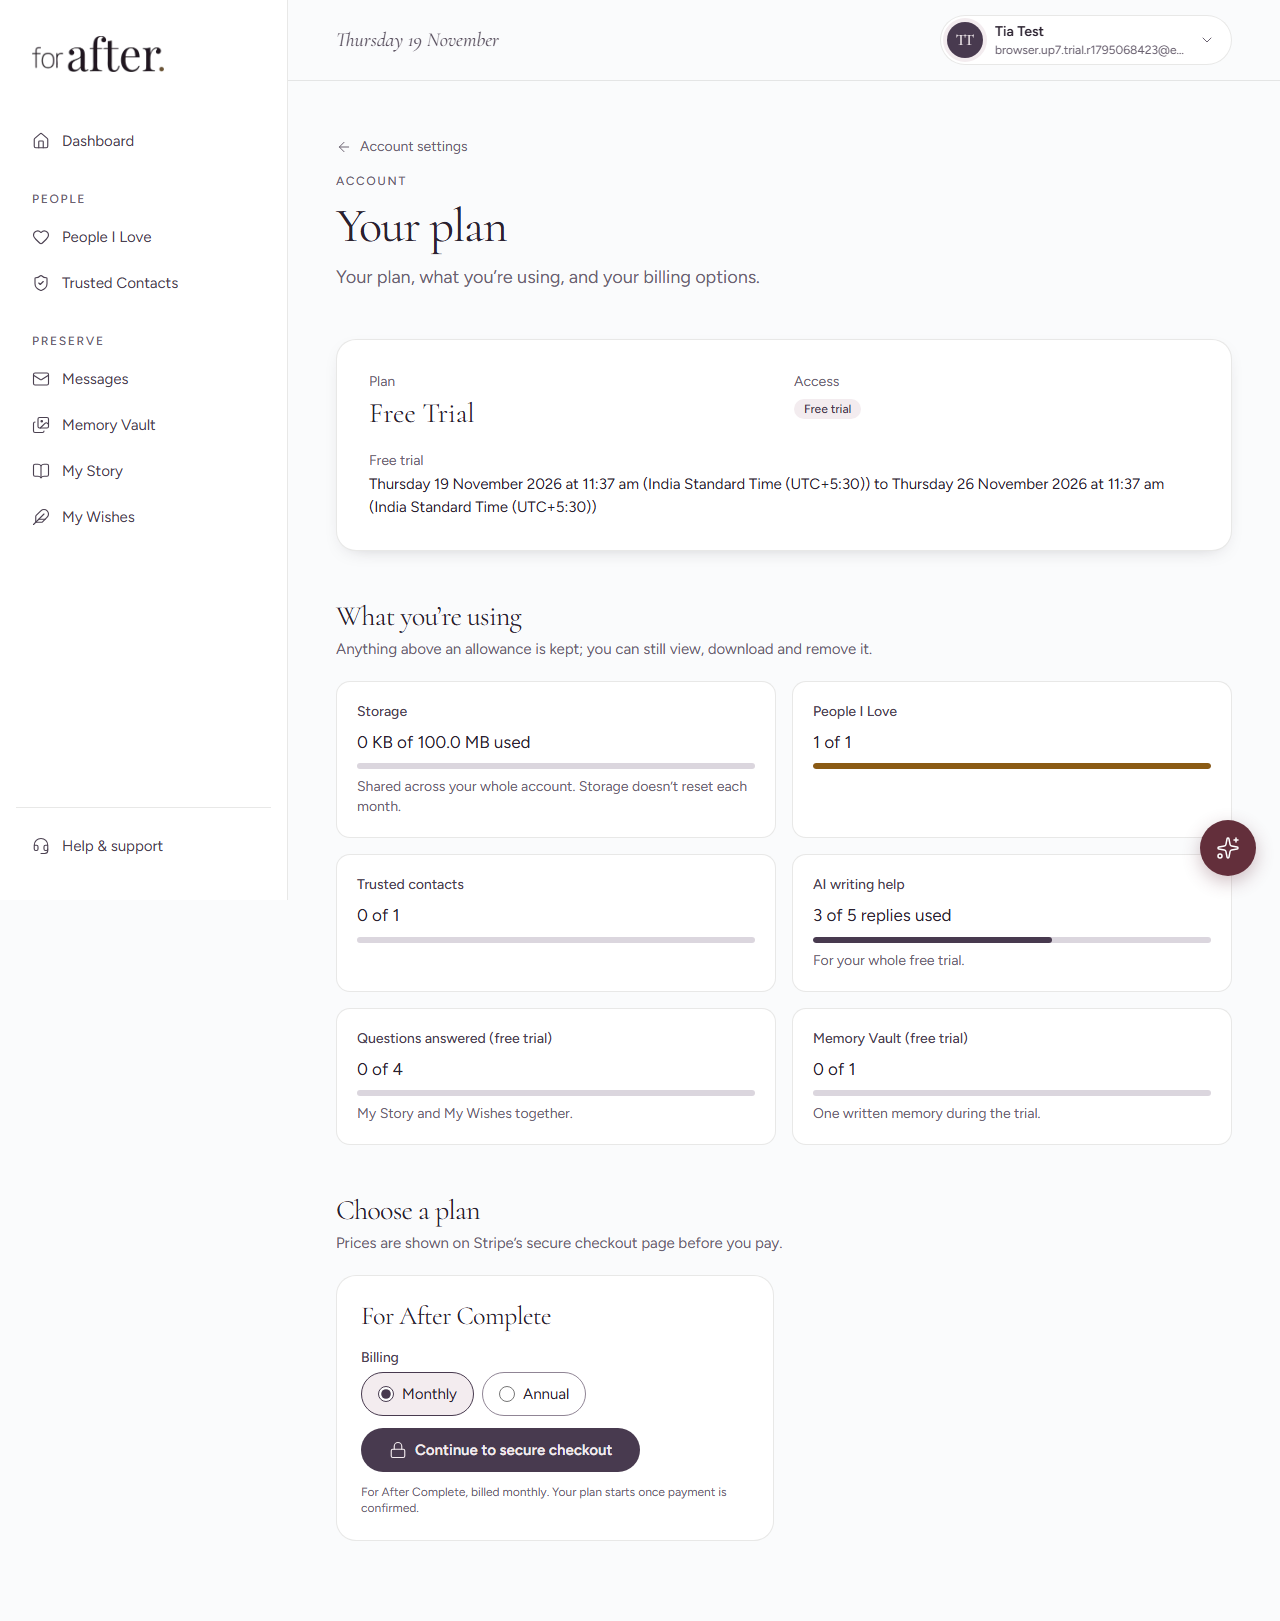 for after.
Thursday 19 November
TT
Tia Test
browser.up7.trial.r1795068423@e...
Dashboard
PEOPLE
People I Love
Trusted Contacts
PRESERVE
Messages
Memory Vault
My Story
My Wishes
Help & support
Account settings
ACCOUNT
Your plan
Your plan, what you’re using, and your billing options.
Plan
Free Trial
Access
Free trial
Free trial
Thursday 19 November 2026 at 11:37 am (India Standard Time (UTC+5:30)) to Thursday 26 November 2026 at 11:37 am
(India Standard Time (UTC+5:30))
What you’re using
Anything above an allowance is kept; you can still view, download and remove it.
Storage
0 KB of 100.0 MB used
Shared across your whole account. Storage doesn’t reset each
month.
People I Love
1 of 1
Trusted contacts
0 of 1
AI writing help
3 of 5 replies used
For your whole free trial.
Questions answered (free trial)
0 of 4
My Story and My Wishes together.
Memory Vault (free trial)
0 of 1
One written memory during the trial.
Choose a plan
Prices are shown on Stripe’s secure checkout page before you pay.
For After Complete
Billing
Monthly
Annual
Continue to secure checkout
For After Complete, billed monthly. Your plan starts once payment is
confirmed.